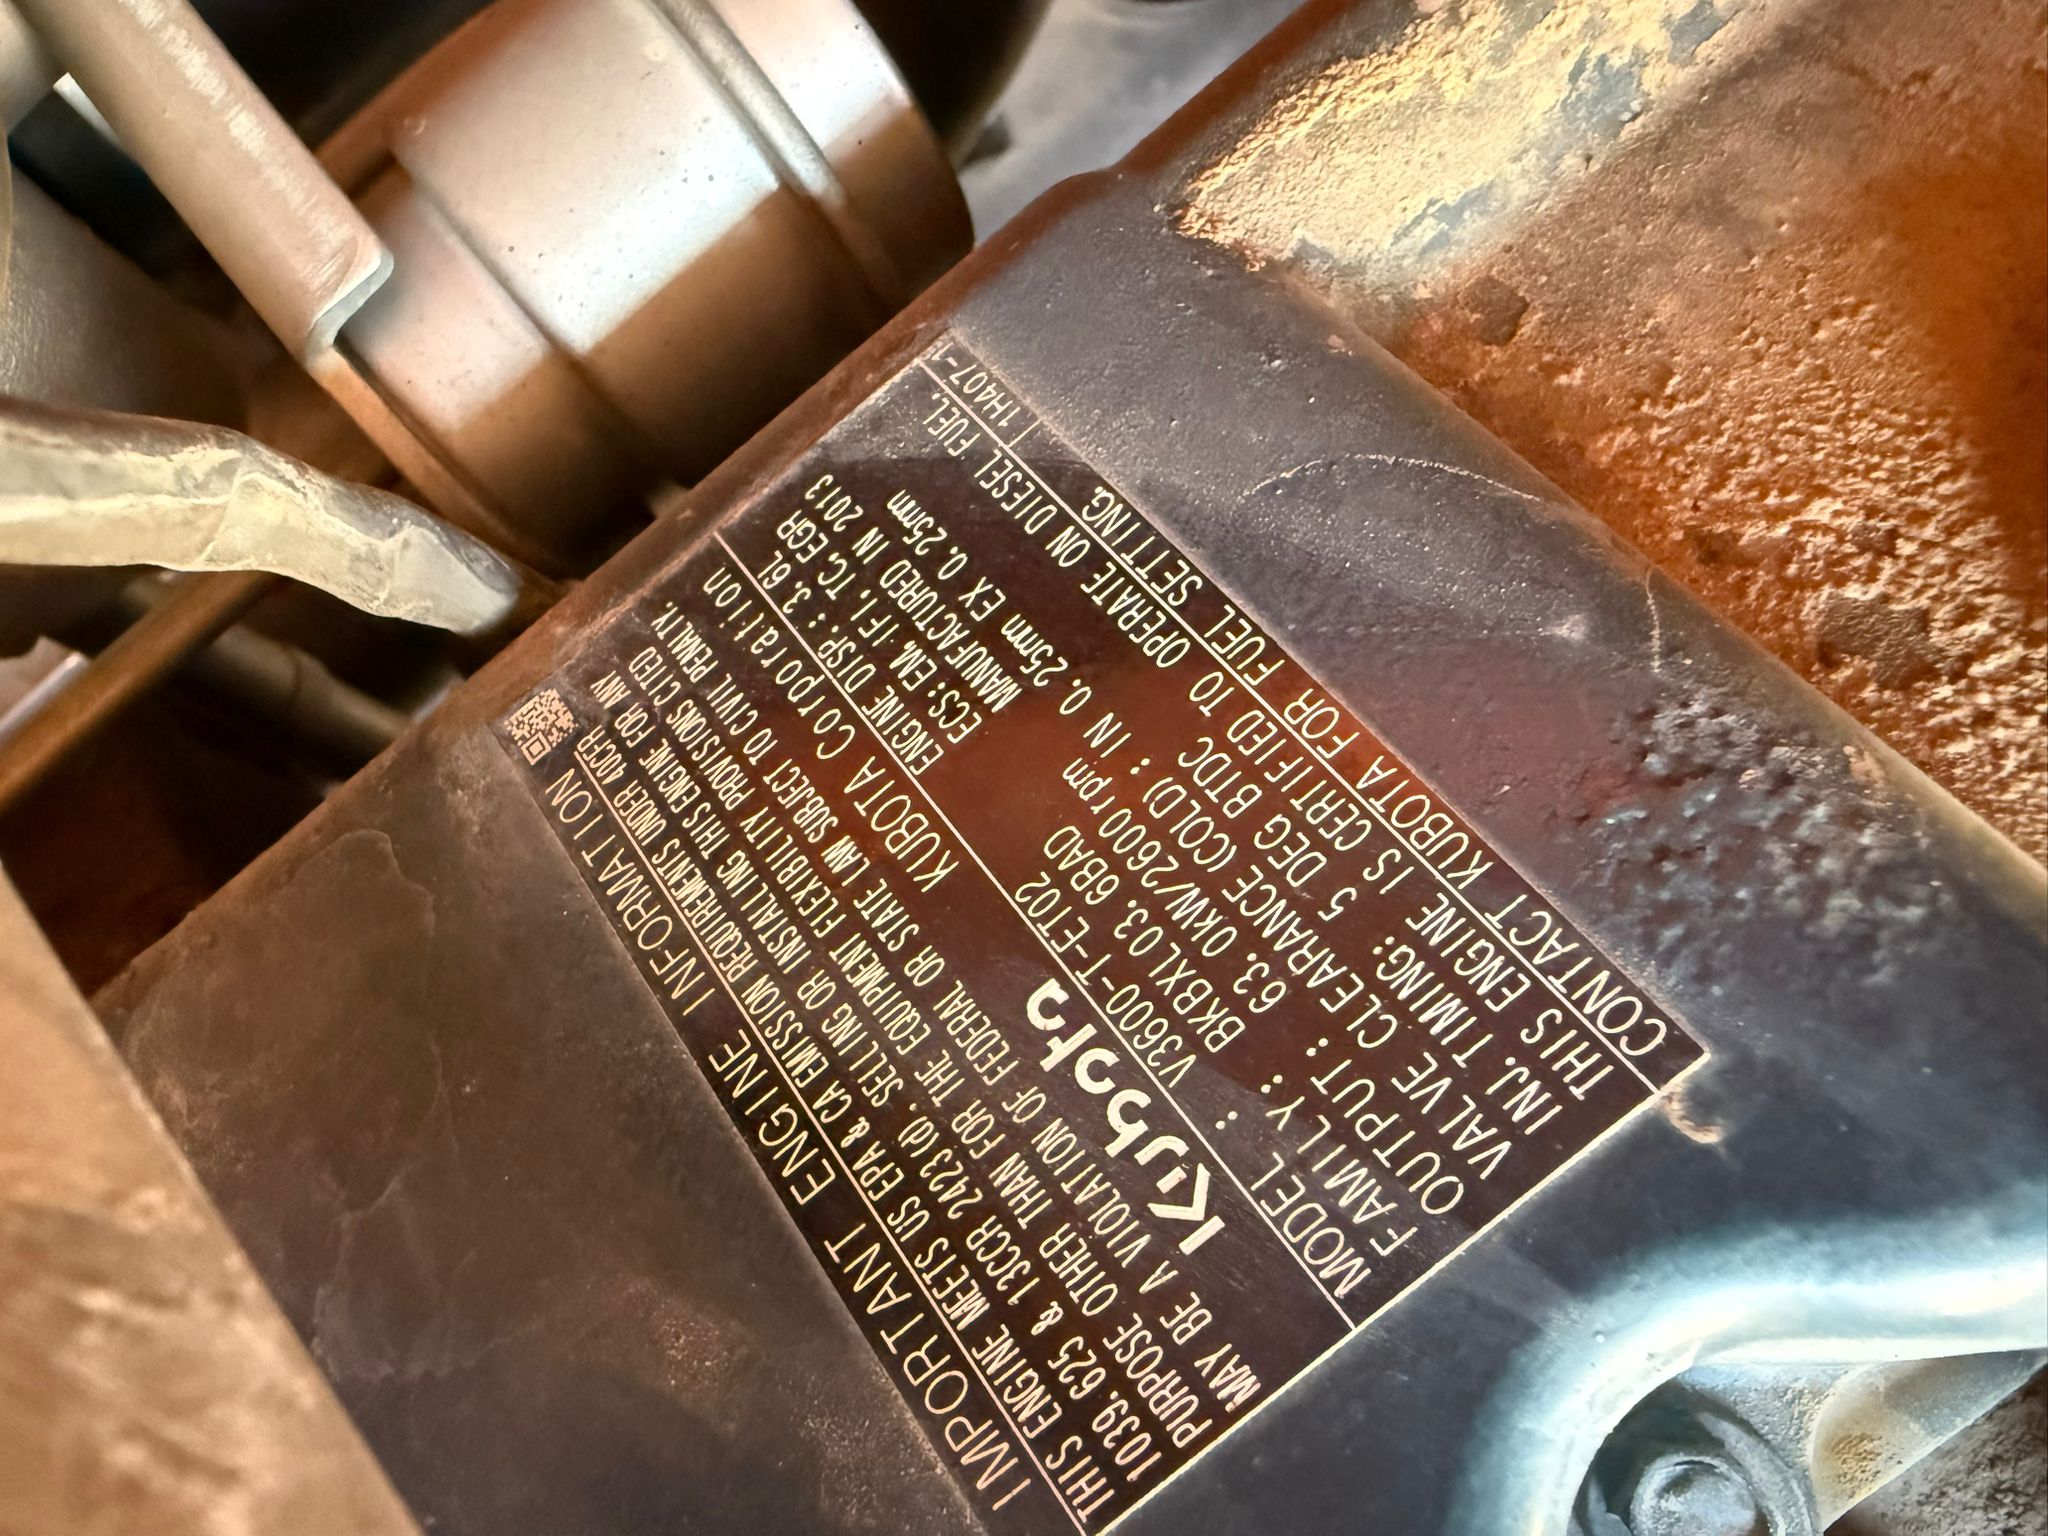 IMPORTANT ENGINE INFORMATION
THIS ENGINE MEETS US EPA & CA EMISSION REQUIREMENTS UNDER 40CFR
1039.625 & 13CCR 2423(d). SELLING OR INSTALLING THIS ENGINE FOR ANY
PURPOSE OTHER THAN FOR THE EQUIPMENT FLEXIBILITY PROVISIONS CITED
MAY BE A VIOLATION OF FEDERAL OR STATE LAW SUBJECT TO CIVIL PENALTY.
Kubota KUBOTA Corporation
MODEL : V3600-T-ET02 ENGINE DISP.: 3.6L
FAMILY: BKBXL03.6BAD ECS: EM, IFI, TC, EGR
OUTPUT: 63.0kW/2600rpm MANUFACTURED IN 2013
VALVE CLEARANCE(COLD): IN 0.25mm EX 0.25mm
INJ. TIMING: 5 DEG BTDC
THIS ENGINE IS CERTIFIED TO OPERATE ON DIESEL FUEL.
CONTACT KUBOTA FOR FUEL SETTING. 1H407-1